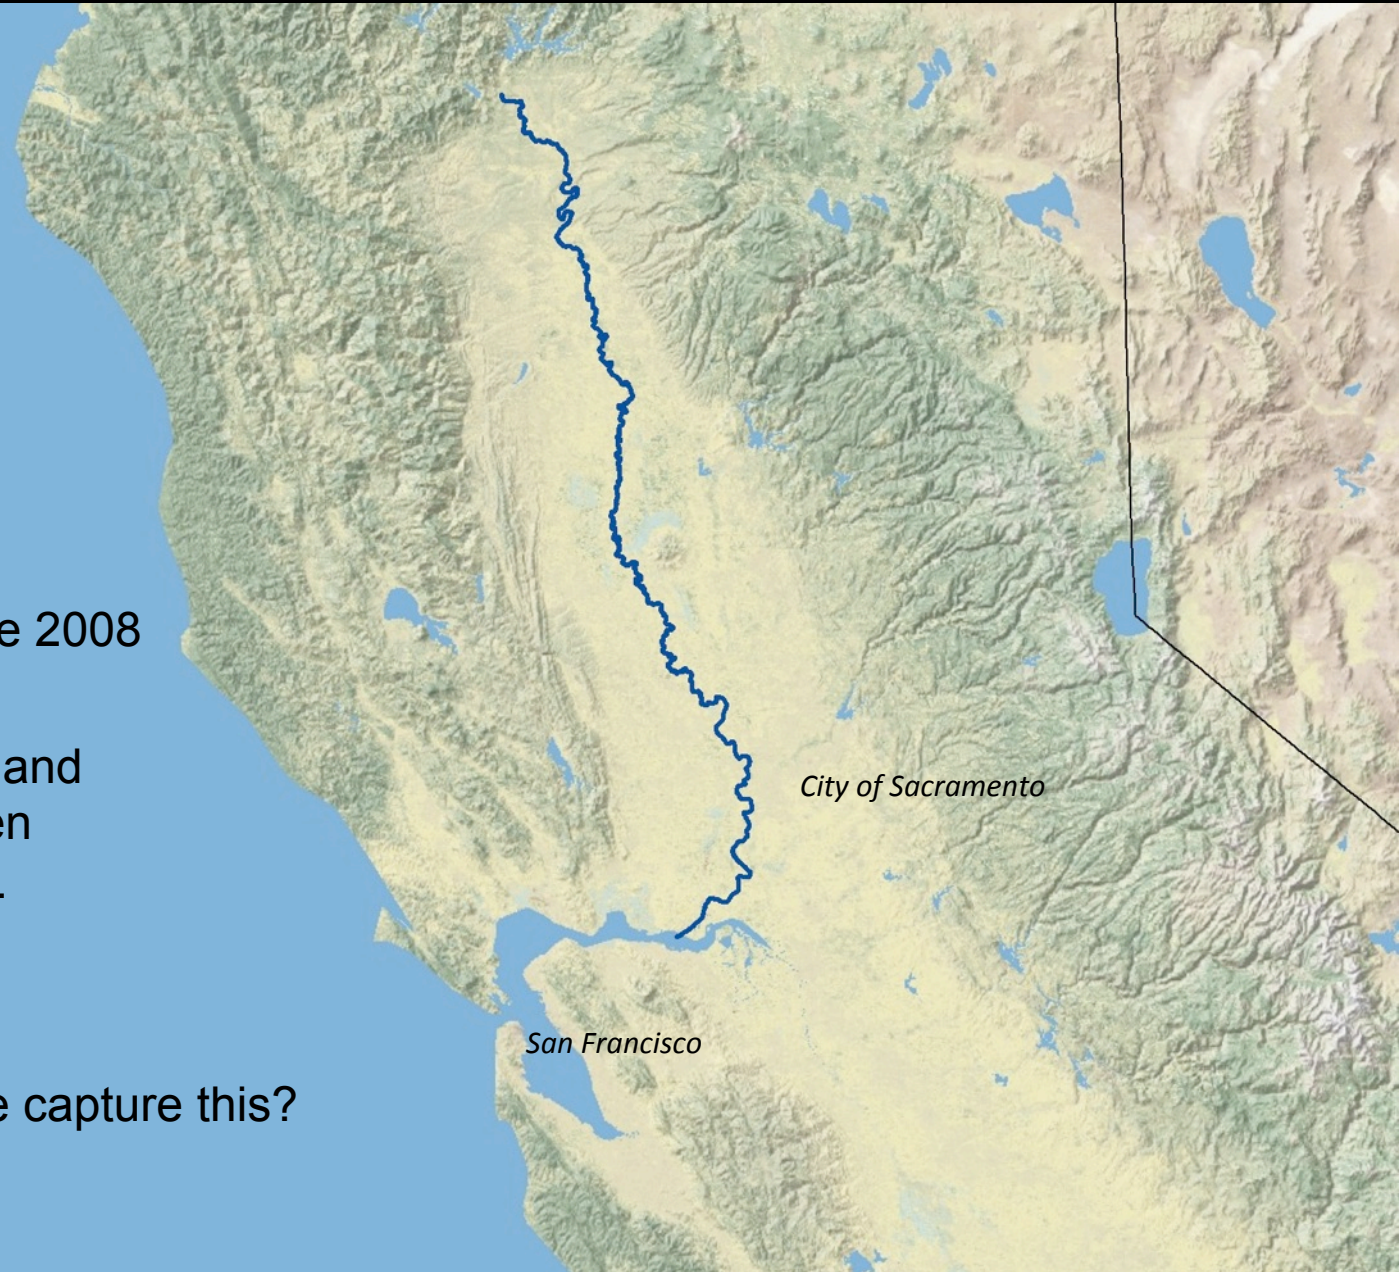 e 2008
and
en
.
City of Sacramento
San Francisco
e capture this?